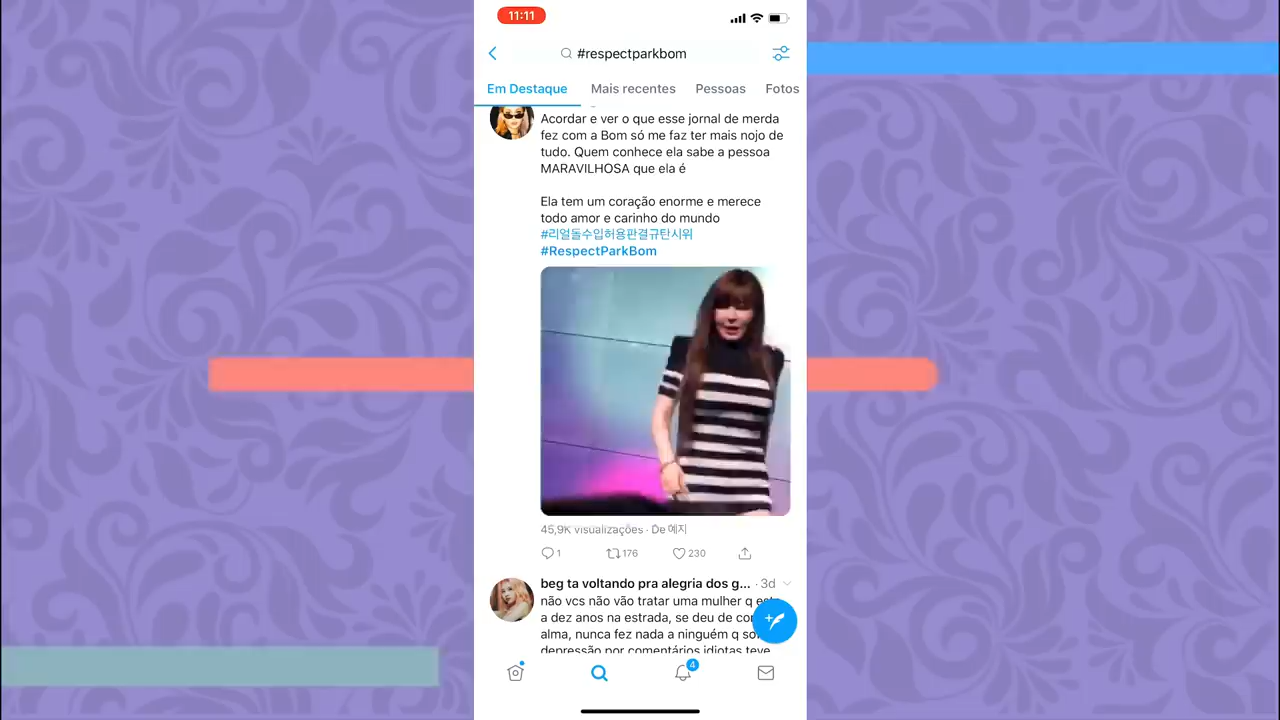 11:11
#respectparkbom
Em Destaque
Mais recentes
Pessoas
Fotos
Acordar e ver o que esse jornal de merda
fez com a Bom só me faz ter mais nojo de
tudo. Quem conhece ela sabe a pessoa
MARAVILHOSA que ela é
Ela tem um coração enorme e merece
todo amor e carinho do mundo
#리얼돌수입허용판결규탄시위
#RespectParkBom
45,9K visualizações · De 예지
1
176
230
beg ta voltando pra alegria dos g... · 3d
não vcs não vão tratar uma mulher q
a dez anos na estrada, se deu de
alma, nunca fez nada a ninguém q
depressão por comentários idiotas teve
4